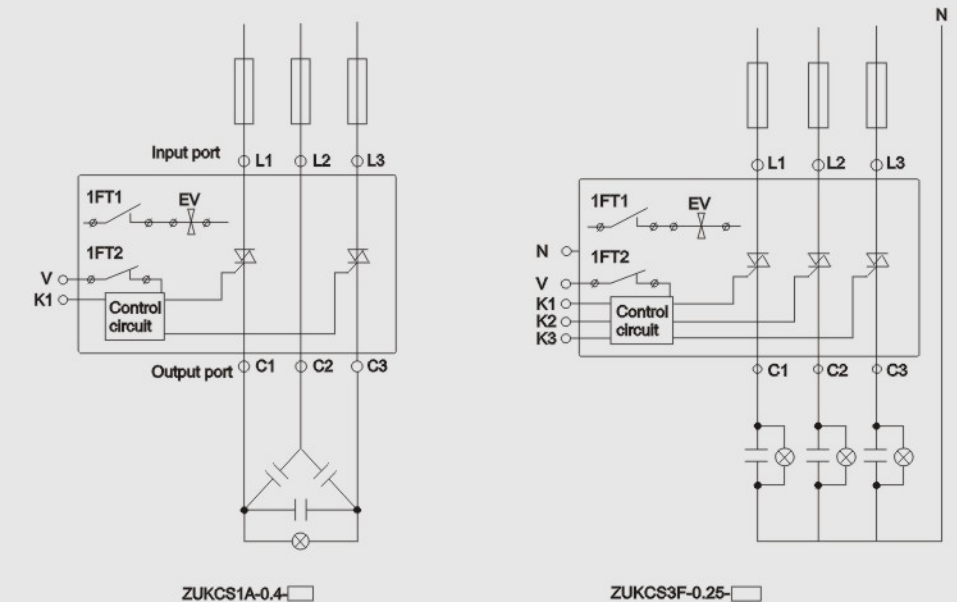 N
Input port L1 L2 L3
1FT1 EV
1FT2
V
K1
Control
circuit
Output port C1 C2 C3
ZUKCS1A-0.4-
L1 L2 L3
1FT1 EV
N
1FT2
V
K1
K2
K3
Control
circuit
C1 C2 C3
ZUKCS3F-0.25-